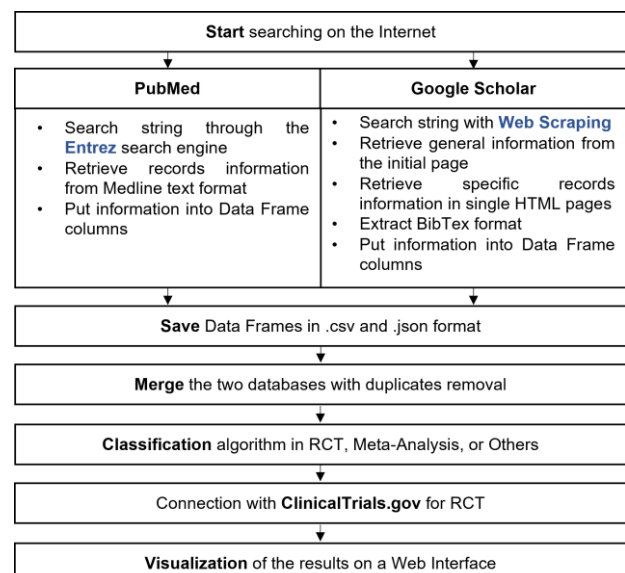 Start searching on the Internet
PubMed
• Search string through the
Entrez search engine
• Retrieve records information
from Medline text format
• Put information into Data Frame
columns
Google Scholar
• Search string with Web Scraping
• Retrieve general information from
the initial page
• Retrieve specific records
information in single HTML pages
• Extract BibTex format
• Put information into Data Frame
columns
Save Data Frames in .csv and .json format
Merge the two databases with duplicates removal
Classification algorithm in RCT, Meta-Analysis, or Others
Connection with ClinicalTrials.gov for RCT
Visualization of the results on a Web Interface